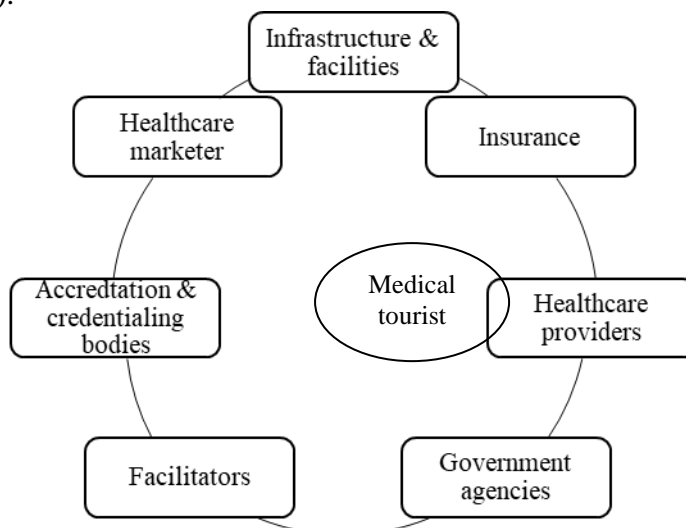 ).
Infrastructure &
facilities
Healthcare
marketer
Insurance
Accredtation &
credentialing
bodies
Medical
tourist
Healthcare
providers
Facilitators
Government
agencies